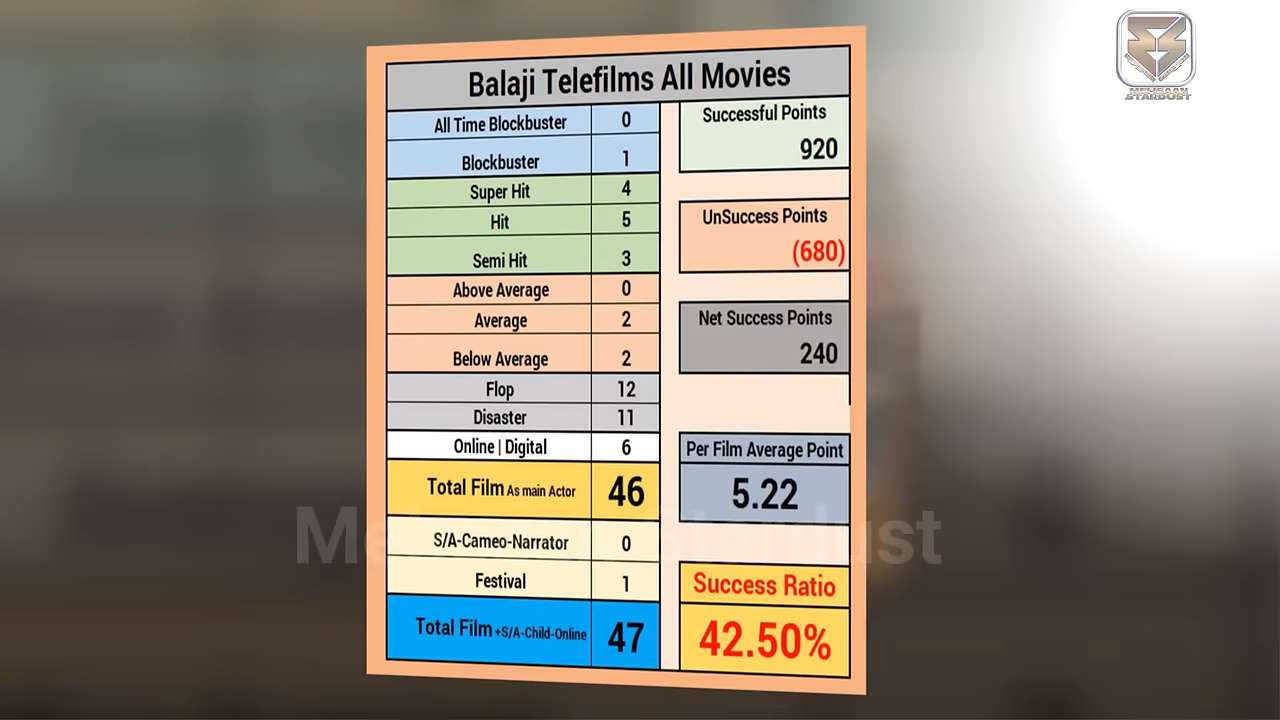 MEHSAAN
STARDUST
Balaji Telefilms All Movies
All Time Blockbuster 0
Blockbuster 1
Super Hit 4
Hit 5
Semi Hit 3
Above Average 0
Average 2
Below Average 2
Flop 12
Disaster 11
Online | Digital 6
Total Film As main Actor 46
S/A-Cameo-Narrator 0
Festival 1
Total Film +S/A-Child-Online 47
Successful Points
920
UnSuccess Points
(680)
Net Success Points
240
Per Film Average Point
5.22
Success Ratio
42.50%
Stardust